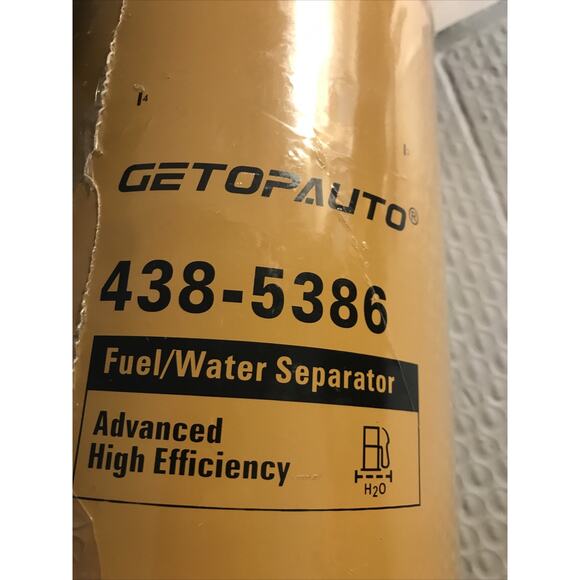 GETOPAUTO®
438-5386
Fuel/Water Separator
Advanced
High Efficiency
H2O